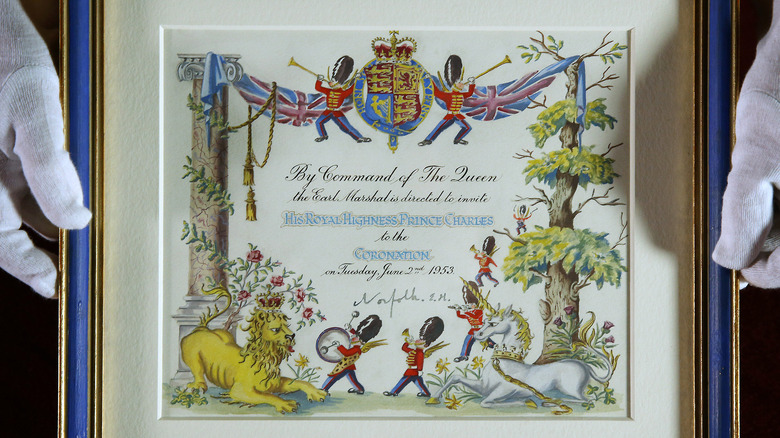 By Command of The Queen
the Earl Marshal is directed to invite
HIS ROYAL HIGHNESS PRINCE CHARLES
to the
CORONATION
on Tuesday, June 2nd 1953.
Norfolk. E.M.